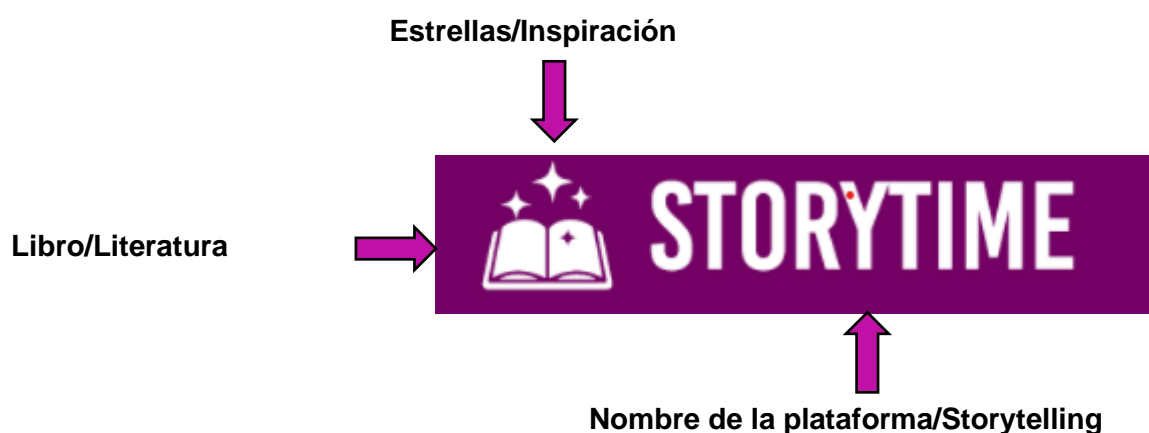 Estrellas/Inspiración
STORYTIME
Libro/Literatura
Nombre de la plataforma/Storytelling